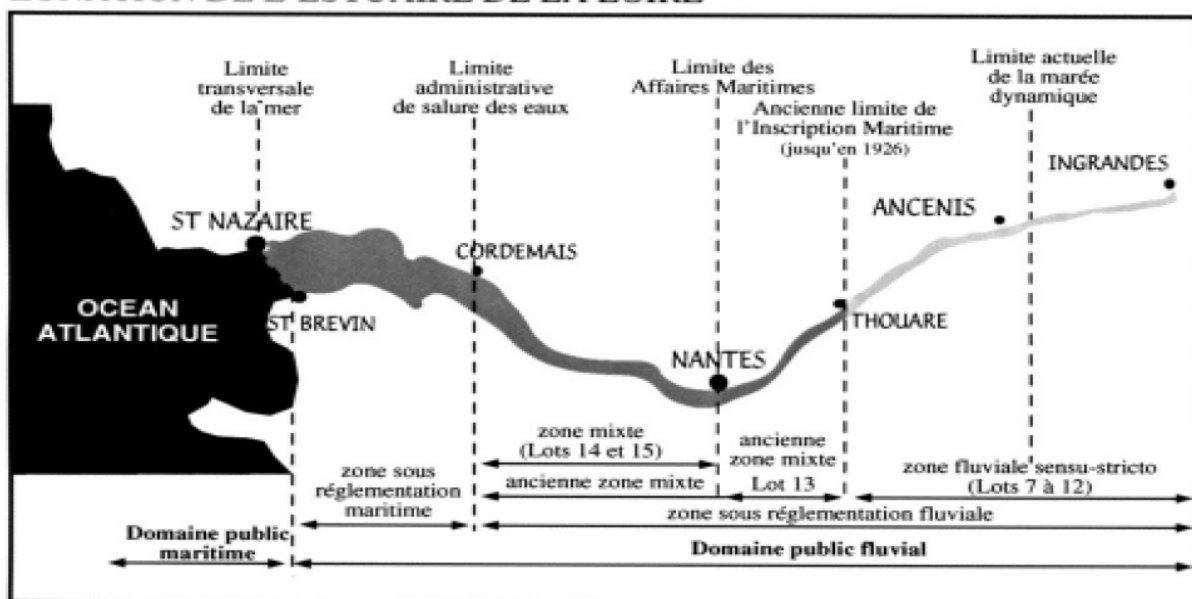 Limite
transversale
de la mer
Limite
administrative
de salure des eaux
Limite des
Affaires Maritimes
Ancienne limite de
l'Inscription Maritime
(jusqu'en 1926)
Limite actuelle
de la marée
dynamique
INGRANDES
ANCENIS
ST NAZAIRE
CORDEMAIS
OCEAN
ATLANTIQUE
ST BREVIN
THOUARE
NANTES
zone mixte
(Lots 14 et 15)
ancienne
zone mixte
Lot 13
zone fluviale sensu-stricto
(Lots 7 à 12)
zone sous
réglementation
maritime
ancienne zone mixte
zone sous réglementation fluviale
Domaine public
maritime
Domaine public fluvial